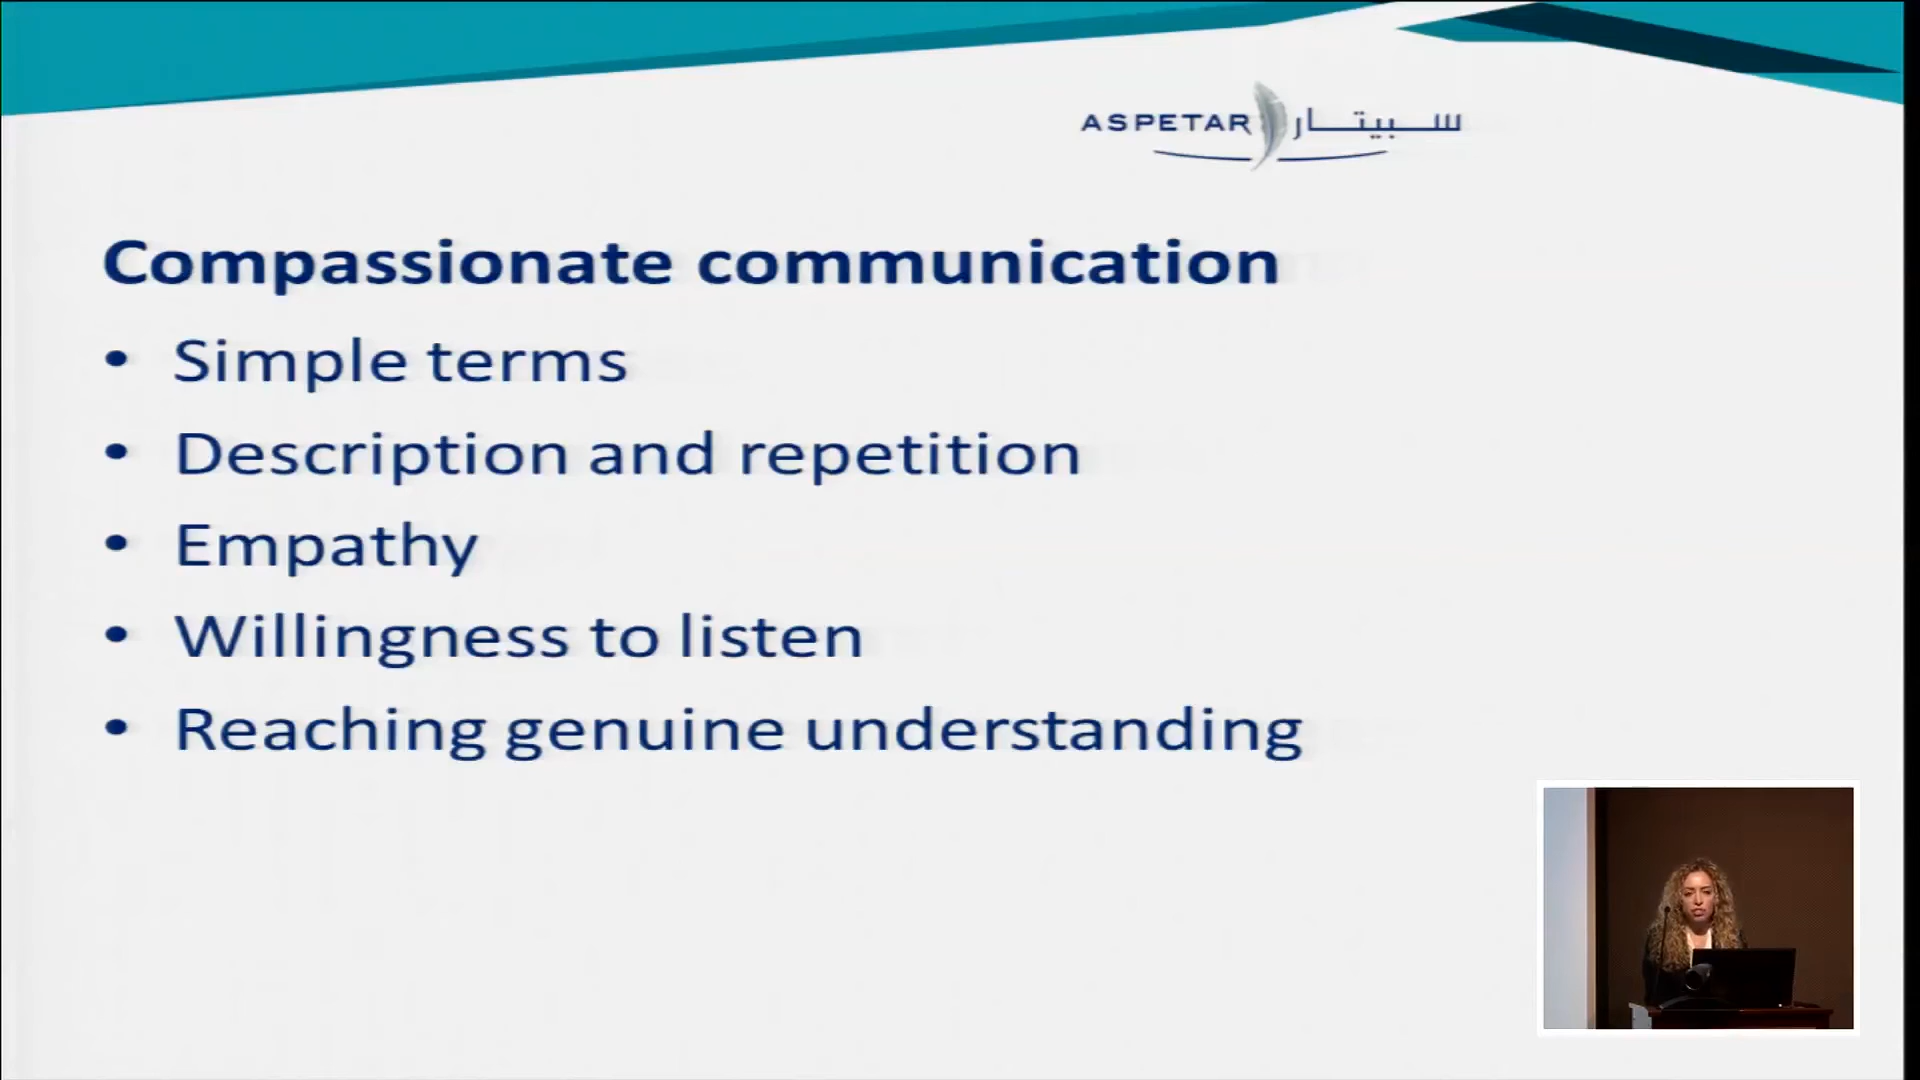 ASPETAR سبيتار
Compassionate communication
• Simple terms
• Description and repetition
• Empathy
• Willingness to listen
• Reaching genuine understanding